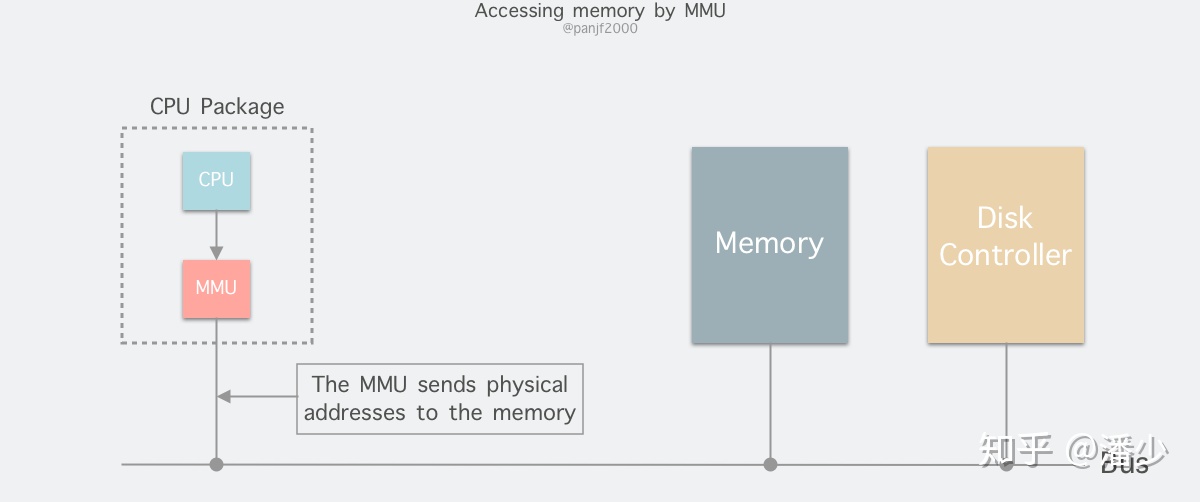 Accessing memory by MMU
@panjf2000
CPU Package
CPU
MMU
The MMU sends physical
addresses to the memory
Memory
Disk
Controller
知乎 @潘少
Bus